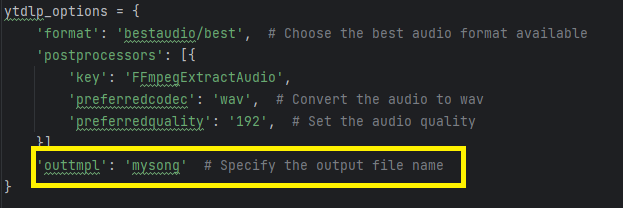 ytdlp_options = {
    'format': 'bestaudio/best',  # Choose the best audio format available
    'postprocessors': [{
        'key': 'FFmpegExtractAudio',
        'preferredcodec': 'wav',  # Convert the audio to wav
        'preferredquality': '192',  # Set the audio quality
    }]
    'outtmpl': 'mysong'  # Specify the output file name
}